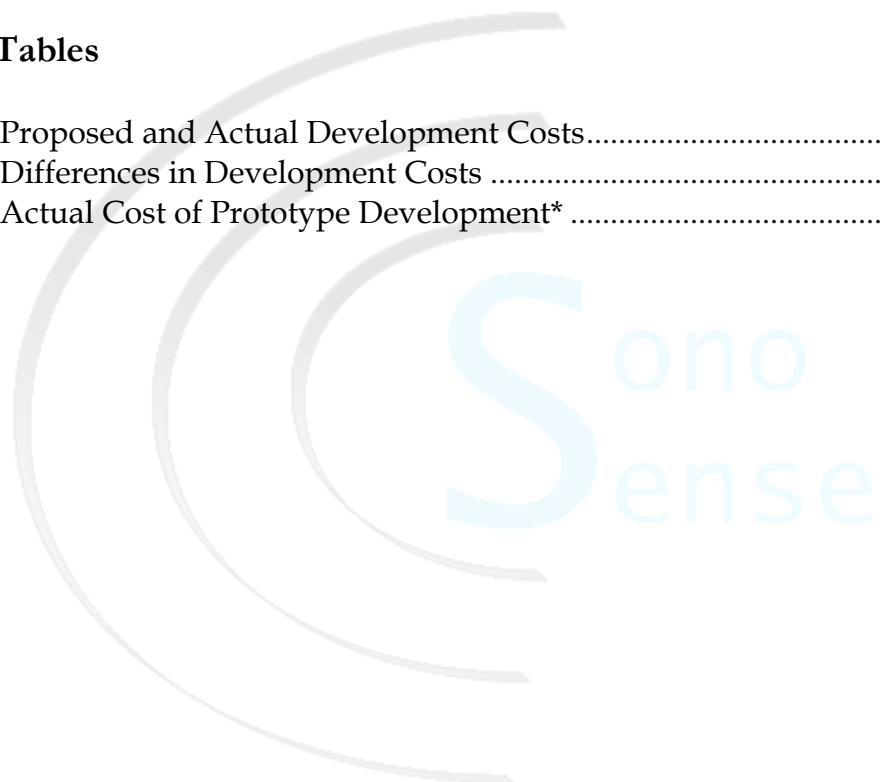 Tables
Proposed and Actual Development Costs..................................
Differences in Development Costs ............................................
Actual Cost of Prototype Development* ...................................
Sono
Sense